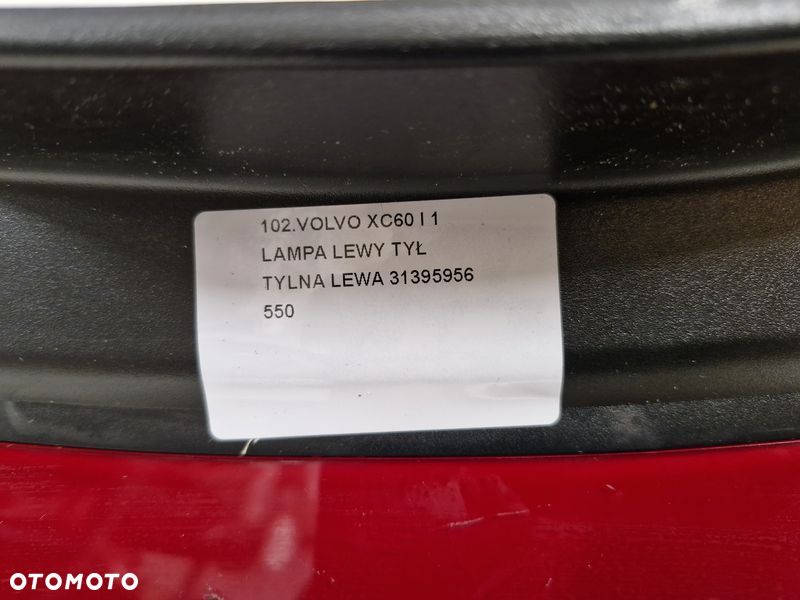 102.VOLVO XC60 I 1
LAMPA LEWY TYŁ
TYLNA LEWA 31395956
550
OTOMOTO